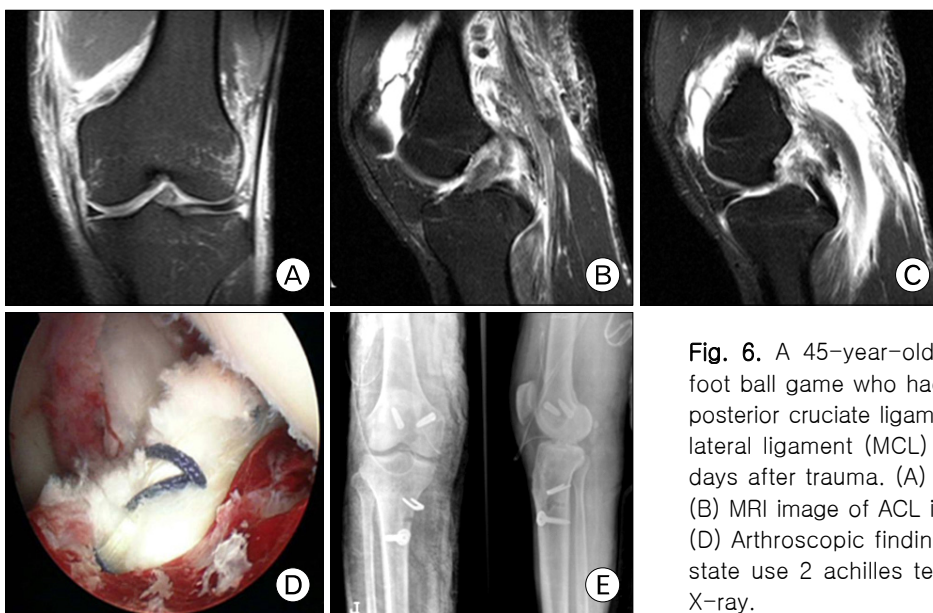 A
B
C
D
E
J
Fig. 6. A 45-year-old
foot ball game who ha
posterior cruciate ligam
lateral ligament (MCL)
days after trauma. (A)
(B) MRI image of ACL i
(D) Arthroscopic findin
state use 2 achilles te
X-ray.